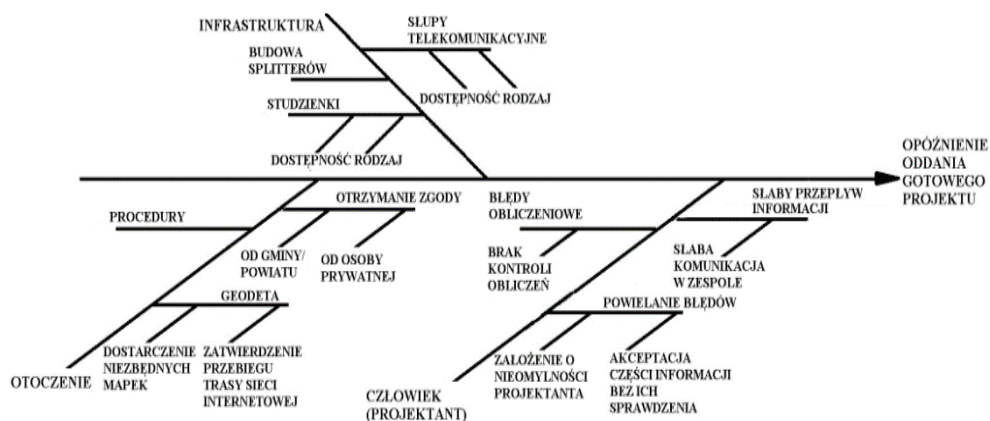 INFRASTRUKTURA
SŁUPY
TELEKOMUNIKACYJNE
BUDOWA
SPLITTERÓW
DOSTĘPNOŚĆ RODZAJ
STUDZIENKI
DOSTĘPNOŚĆ RODZAJ
OPÓŹNIENIE
ODDANIA
GOTOWEGO
PROJEKTU
OTRZYMANIE ZGODY
PROCEDURY
OD GMINY/
POWIATU
OD OSOBY
PRYWATNEJ
GEODETA
DOSTARCZENIE
NIEZBĘDNYCH
MAPEK
ZATWIERDZENIE
PRZEBIEGU
TRASY SIECI
INTERNETOWEJ
OTOCZENIE
BŁĘDY
OBLICZENIOWE
BRAK
KONTROLI
OBLICZEŃ
SŁABY PRZEPŁYW
INFORMACJI
SŁABA
KOMUNIKACJA
W ZESPOLE
POWIELANIE BŁĘDÓW
ZAŁOŻENIE O
NIEOMYLNOŚCI
PROJEKTANTA
AKCEPTACJA
CZĘŚCI INFORMACJI
BEZ ICH
SPRAWDZENIA
CZŁOWIEK
(PROJEKTANT)